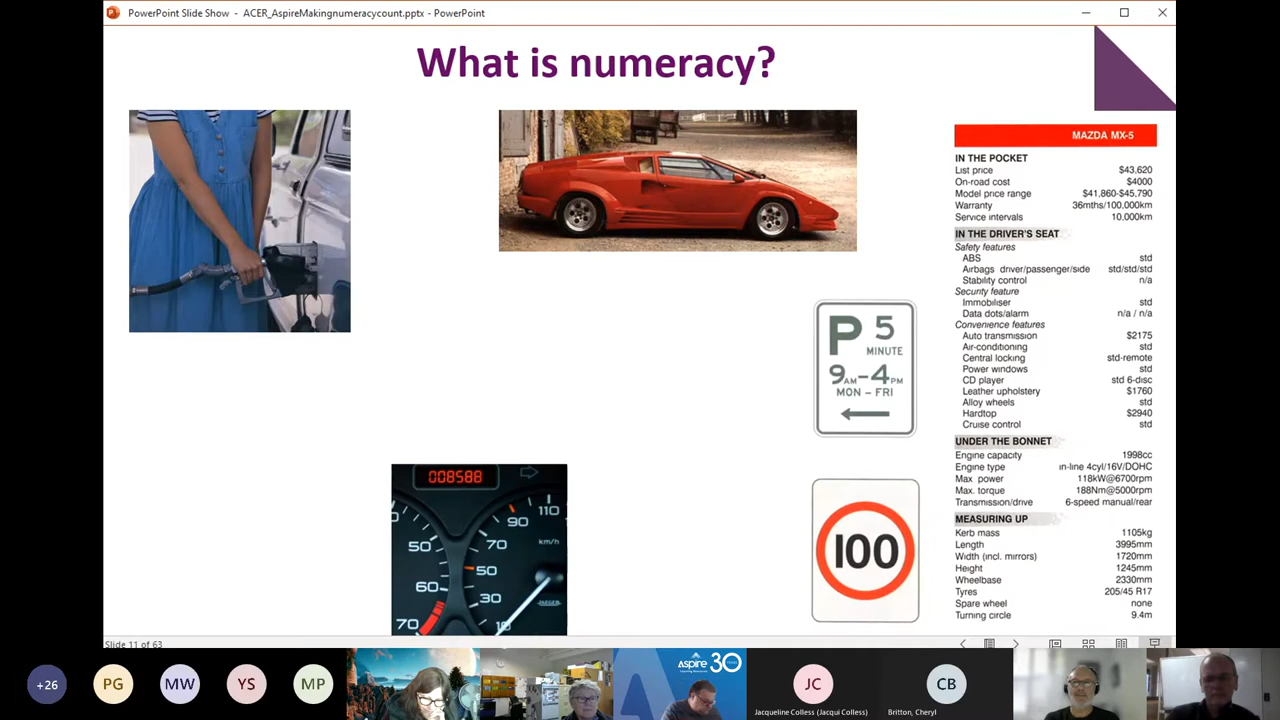 PowerPoint Slide Show - ACER_AspireMakingnumeracycount.pptx - PowerPoint
What is numeracy?
MAZDA MX-5
IN THE POCKET
List price $43,620
On-road cost $4000
Model price range $41,860-$45,790
Warranty 36mths/100,000km
Service intervals 10,000km
IN THE DRIVER'S SEAT
Safety features
ABS std
Airbags driver/passenger/side std/std/std
Stability control n/a
Security feature
Immobiliser std
Data dots/alarm n/a / n/a
Convenience features
Auto transmission $2175
Air-conditioning std
Central locking std-remote
Power windows std
CD player std 6-disc
Leather upholstery $1760
Alloy wheels std
Hardtop $2940
Cruise control std
UNDER THE BONNET
Engine capacity 1998cc
Engine type in-line 4cyl/16V/DOHC
Max power 118kW@6700rpm
Max. torque 188Nm@5000rpm
Transmission/drive 6-speed manual/rear
MEASURING UP
Kerb mass 1105kg
Length 3995mm
Width (incl. mirrors) 1720mm
Height 1245mm
Wheelbase 2330mm
Tyres 205/45 R17
Spare wheel none
Turning circle 9.4m
P 5
MINUTE
9AM-4PM
MON - FRI
100
008588
110
90
km/h
50 70
50
60
30
JAEGER
70 10
Slide 11 of 63
+26 PG MW YS MP
Aspire 30
JC CB
Jacqueline Colless (Jacqui Colless) Britton, Cheryl